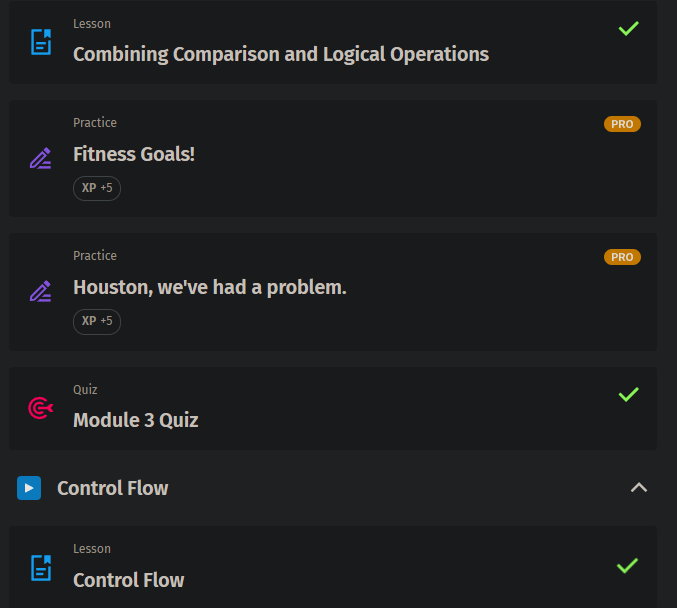 Lesson
Combining Comparison and Logical Operations
Practice
PRO
Fitness Goals!
XP +5
Practice
PRO
Houston, we've had a problem.
XP +5
Quiz
Module 3 Quiz
Control Flow
Lesson
Control Flow